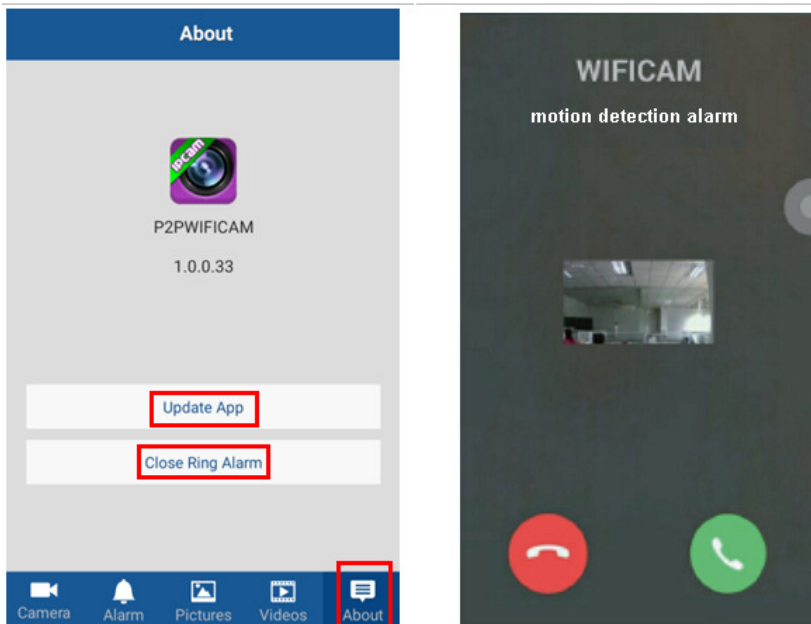 About
IPCam
P2PWIFICAM
1.0.0.33
Update App
Close Ring Alarm
Camera
Alarm
Pictures
Videos
About
WIFICAM
motion detection alarm